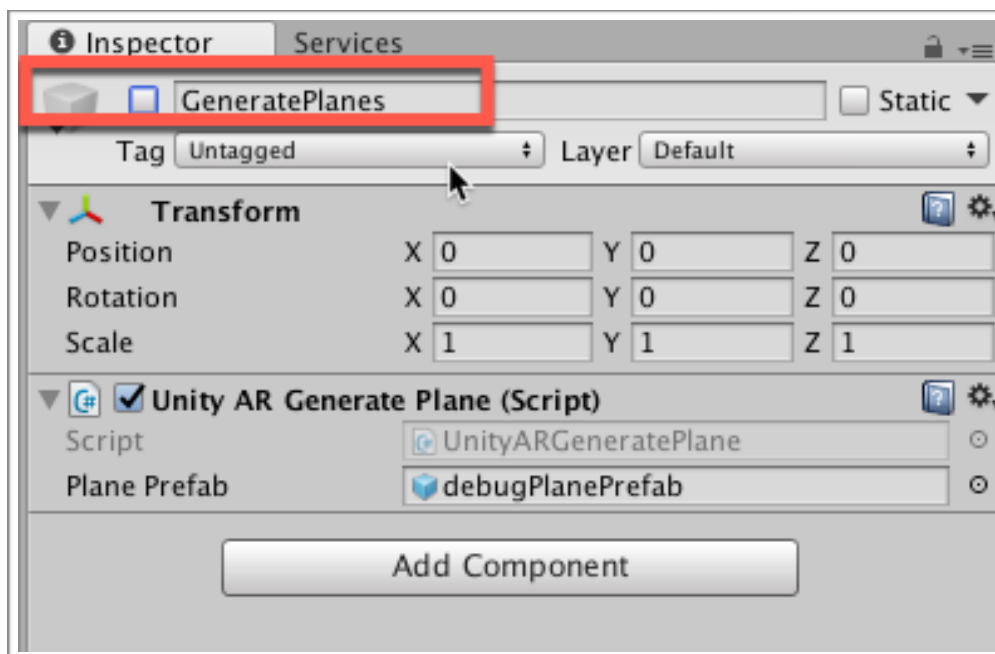 Inspector Services
GeneratePlanes Static
Tag Untagged Layer Default
Transform
Position X 0 Y 0 Z 0
Rotation X 0 Y 0 Z 0
Scale X 1 Y 1 Z 1
C# Unity AR Generate Plane (Script)
Script UnityARGeneratePlane
Plane Prefab debugPlanePrefab
Add Component